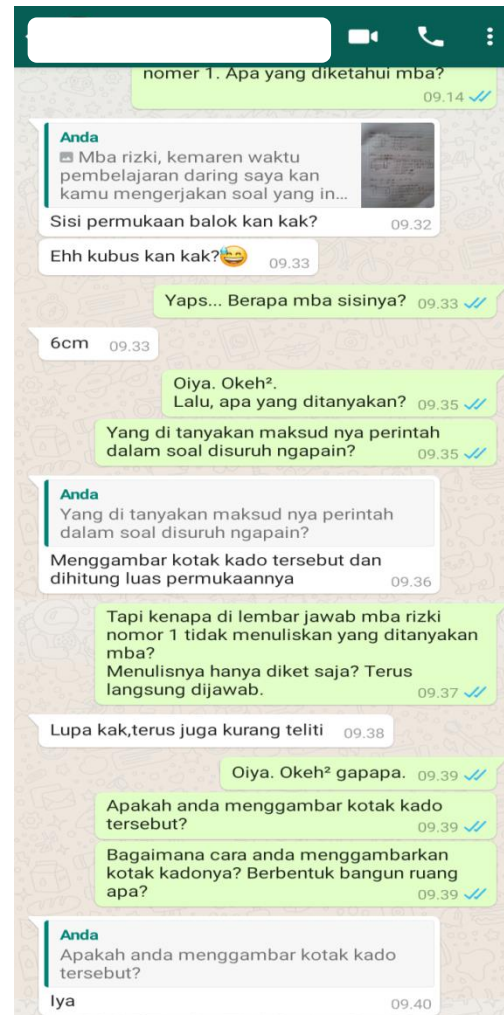 nomer 1. Apa yang diketahui mba?
09.14
Anda
Mba rizki, kemaren waktu
pembelajaran daring saya kan
kamu mengerjakan soal yang in...
Sisi permukaan balok kan kak?
09.32
Ehh kubus kan kak?😅
09.33
Yaps... Berapa mba sisinya? 09.33
6cm 09.33
Oiya. Okeh².
Lalu, apa yang ditanyakan? 09.35
Yang di tanyakan maksud nya perintah
dalam soal disuruh ngapain? 09.35
Anda
Yang di tanyakan maksud nya perintah
dalam soal disuruh ngapain?
Menggambar kotak kado tersebut dan
dihitung luas permukaannya 09.36
Tapi kenapa di lembar jawab mba rizki
nomor 1 tidak menuliskan yang ditanyakan
mba?
Menulisnya hanya diket saja? Terus
langsung dijawab. 09.37
Lupa kak,terus juga kurang teliti 09.38
Oiya. Okeh² gapapa. 09.39
Apakah anda menggambar kotak kado
tersebut? 09.39
Bagaimana cara anda menggambarkan
kotak kadonya? Berbentuk bangun ruang
apa? 09.39
Anda
Apakah anda menggambar kotak kado
tersebut?
Iya 09.40